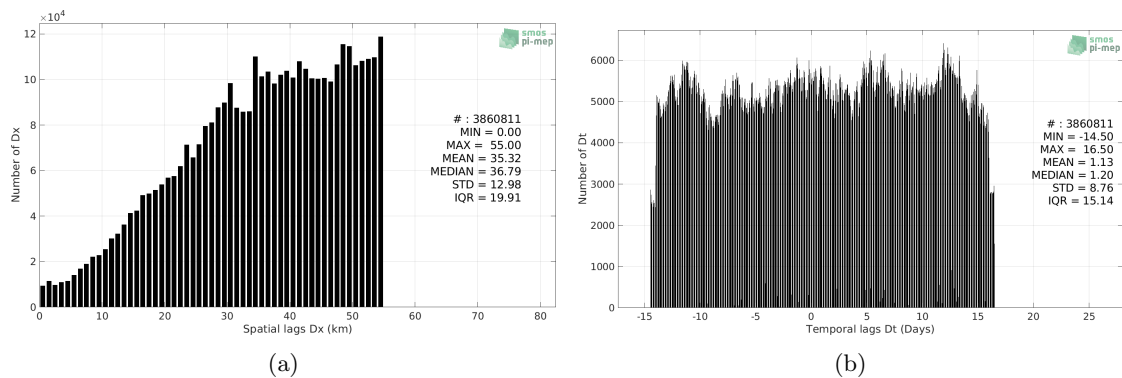 ×10⁴
12
10
8
6
4
2
0
Number of Dx
0 10 20 30 40 50 60 70 80
Spatial lags Dx (km)
smos
pi-mep
# : 3860811
MIN = 0.00
MAX = 55.00
MEAN = 35.32
MEDIAN = 36.79
STD = 12.98
IQR = 19.91
(a)
6000
5000
4000
3000
2000
1000
0
Number of Dt
-15 -10 -5 0 5 10 15 20 25
Temporal lags Dt (Days)
smos
pi-mep
# : 3860811
MIN = -14.50
MAX = 16.50
MEAN = 1.13
MEDIAN = 1.20
STD = 8.76
IQR = 15.14
(b)